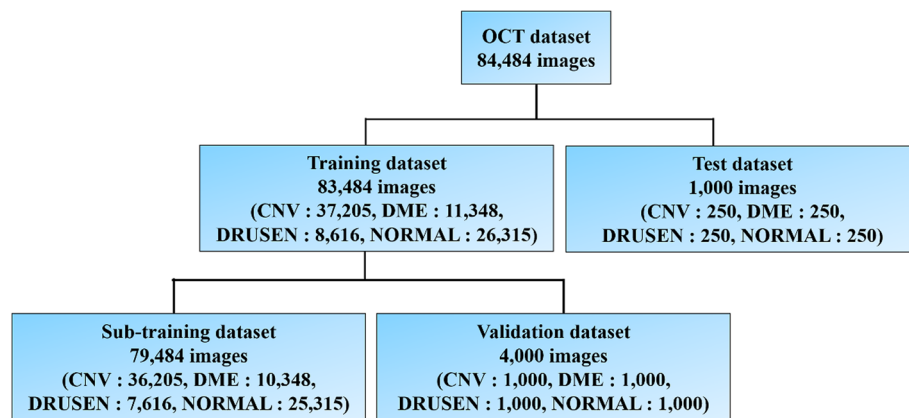 OCT dataset
84,484 images
Training dataset
83,484 images
(CNV : 37,205, DME : 11,348,
DRUSEN : 8,616, NORMAL : 26,315)
Test dataset
1,000 images
(CNV : 250, DME : 250,
DRUSEN : 250, NORMAL : 250)
Sub-training dataset
79,484 images
(CNV : 36,205, DME : 10,348,
DRUSEN : 7,616, NORMAL : 25,315)
Validation dataset
4,000 images
(CNV : 1,000, DME : 1,000,
DRUSEN : 1,000, NORMAL : 1,000)